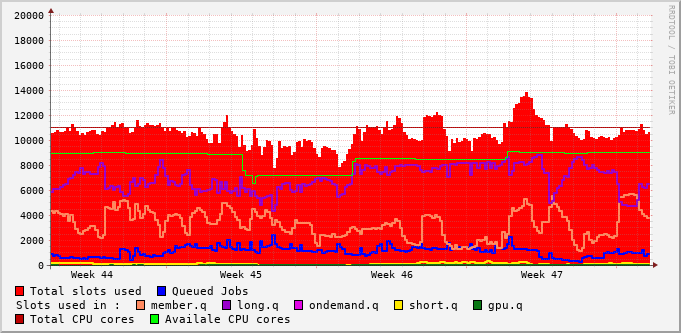 20000
18000
16000
14000
12000
10000
8000
6000
4000
2000
0
Week 44 Week 45 Week 46 Week 47
Total slots used Queued Jobs
Slots used in : member.q long.q ondemand.q short.q gpu.q
Total CPU cores Availale CPU cores
RRDTOOL / TOBI OETIKER